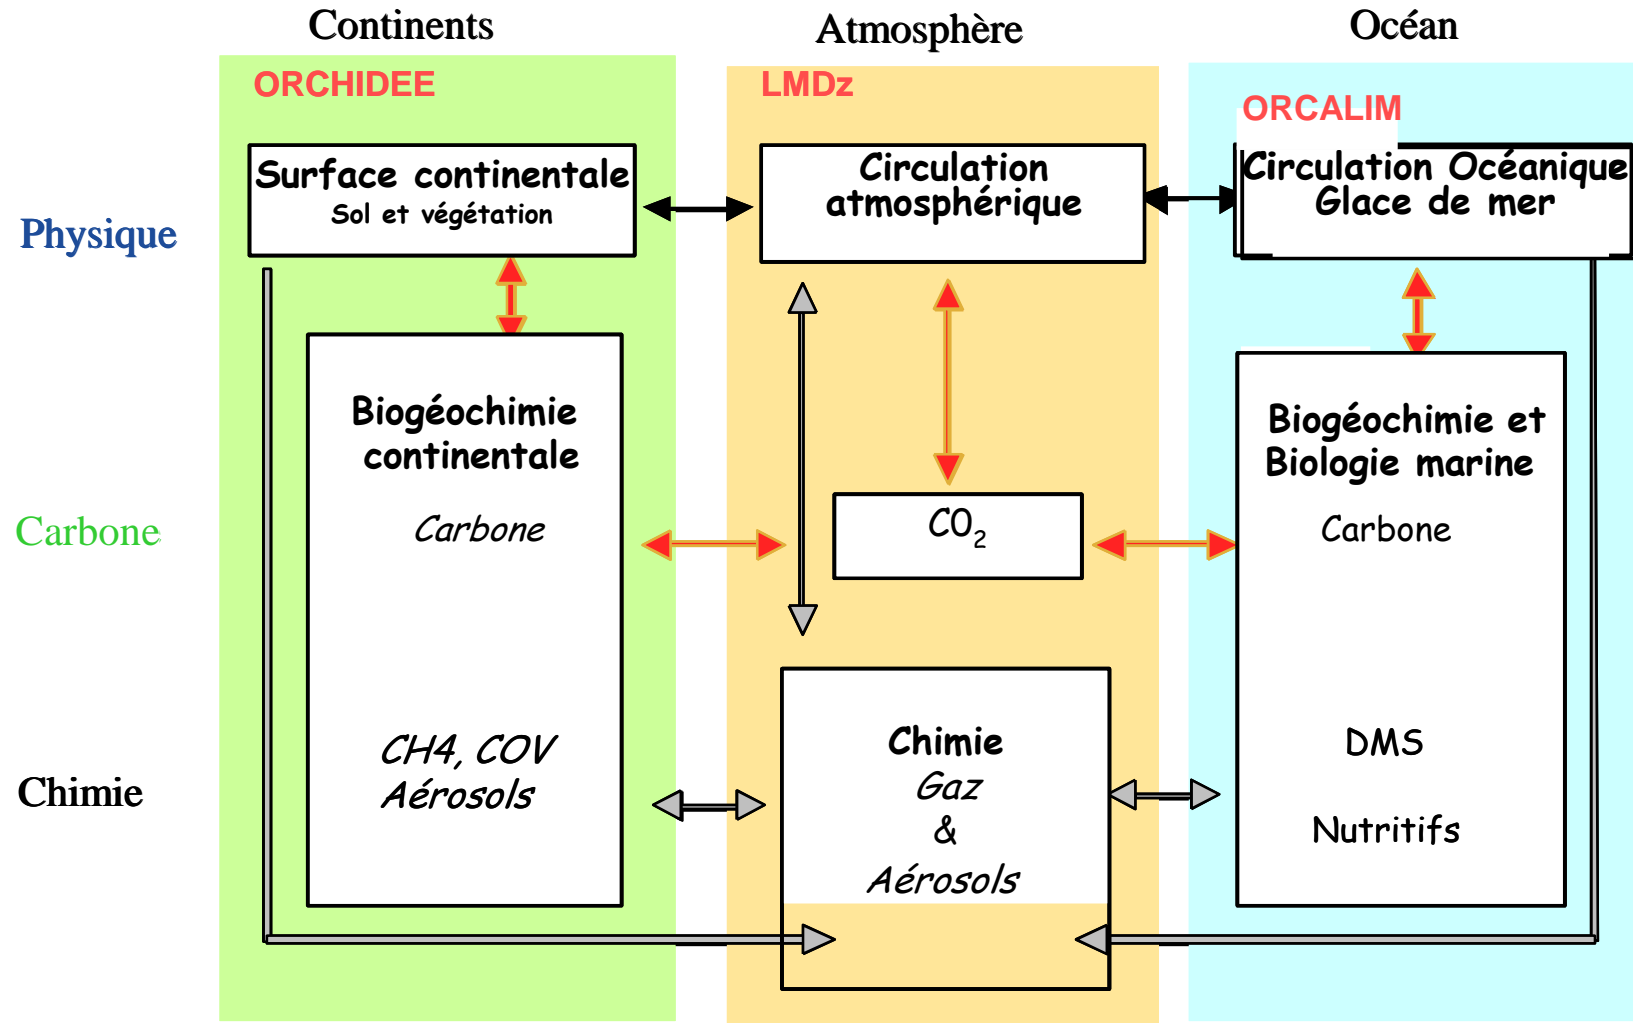 Continents
Atmosphère
Océan
ORCHIDEE
LMDz
ORCALIM
Physique
Surface continentale
Sol et végétation
Circulation
atmosphérique
Circulation Océanique
Glace de mer
Carbone
Biogéochimie
continentale
Carbone
CO₂
Biogéochimie et
Biologie marine
Carbone
Chimie
CH4, COV
Aérosols
Chimie
Gaz
&
Aérosols
DMS
Nutritifs